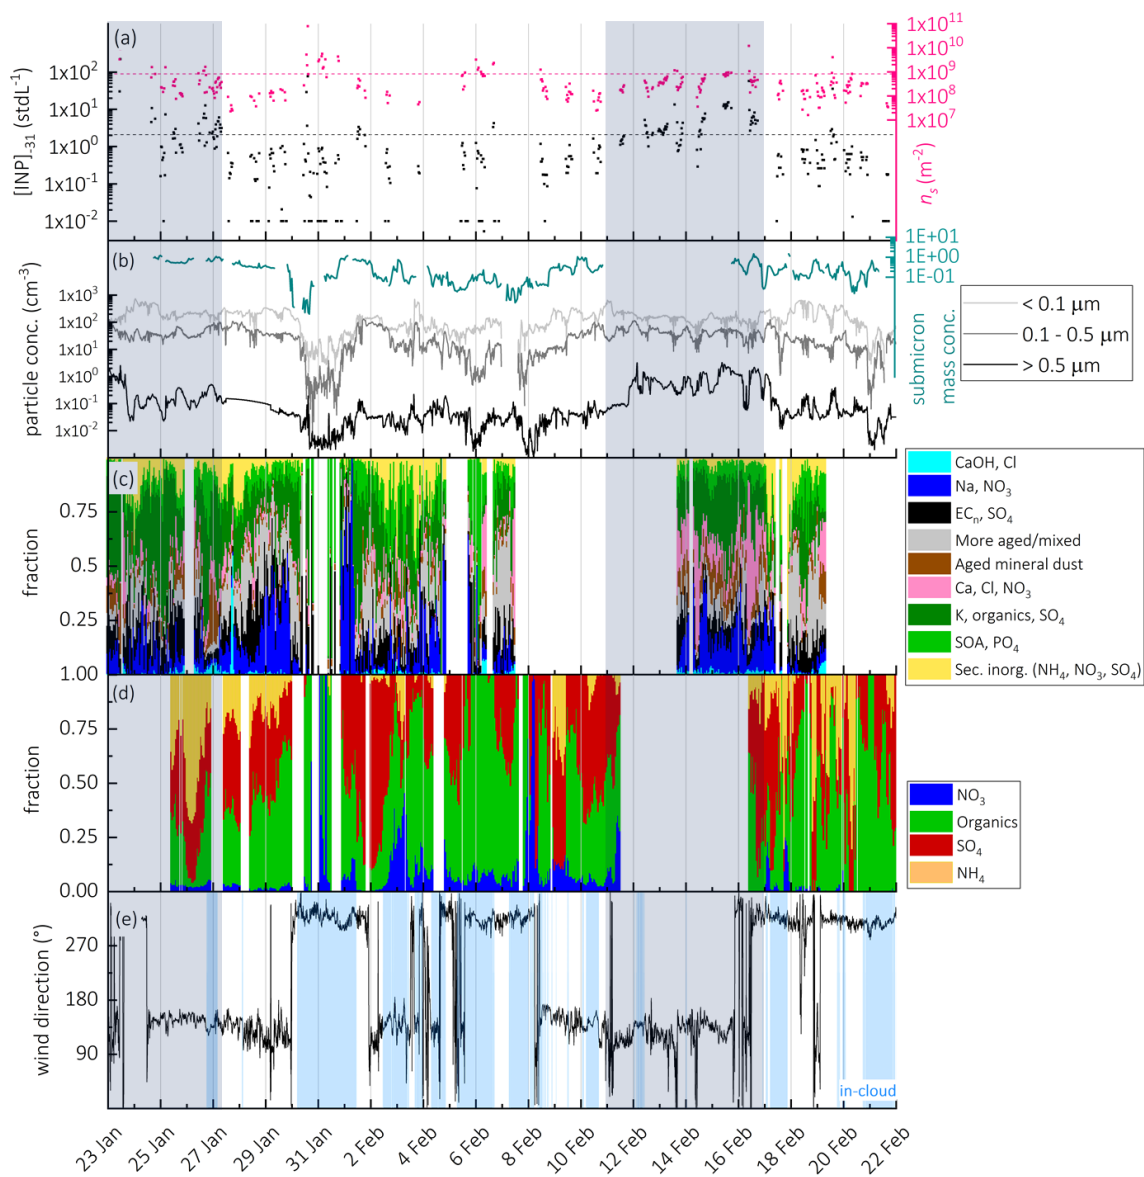 (a)
[INP]-31 (stdL-1)
1x10^2
1x10^1
1x10^0
1x10^-1
1x10^-2
1x10^11
1x10^10
1x10^9
1x10^8
1x10^7
ns (m-2)
(b)
particle conc. (cm-3)
1x10^3
1x10^2
1x10^1
1x10^0
1x10^-1
1x10^-2
1E+01
1E+00
1E-01
submicron
mass conc.
< 0.1 µm
0.1 - 0.5 µm
> 0.5 µm
(c)
fraction
0.75
0.5
0.25
CaOH, Cl
Na, NO3
ECn, SO4
More aged/mixed
Aged mineral dust
Ca, Cl, NO3
K, organics, SO4
SOA, PO4
Sec. inorg. (NH4, NO3, SO4)
(d)
fraction
1.00
0.75
0.50
0.25
0.00
NO3
Organics
SO4
NH4
(e)
wind direction (°)
270
180
90
in-cloud
23 Jan
25 Jan
27 Jan
29 Jan
31 Jan
2 Feb
4 Feb
6 Feb
8 Feb
10 Feb
12 Feb
14 Feb
16 Feb
18 Feb
20 Feb
22 Feb